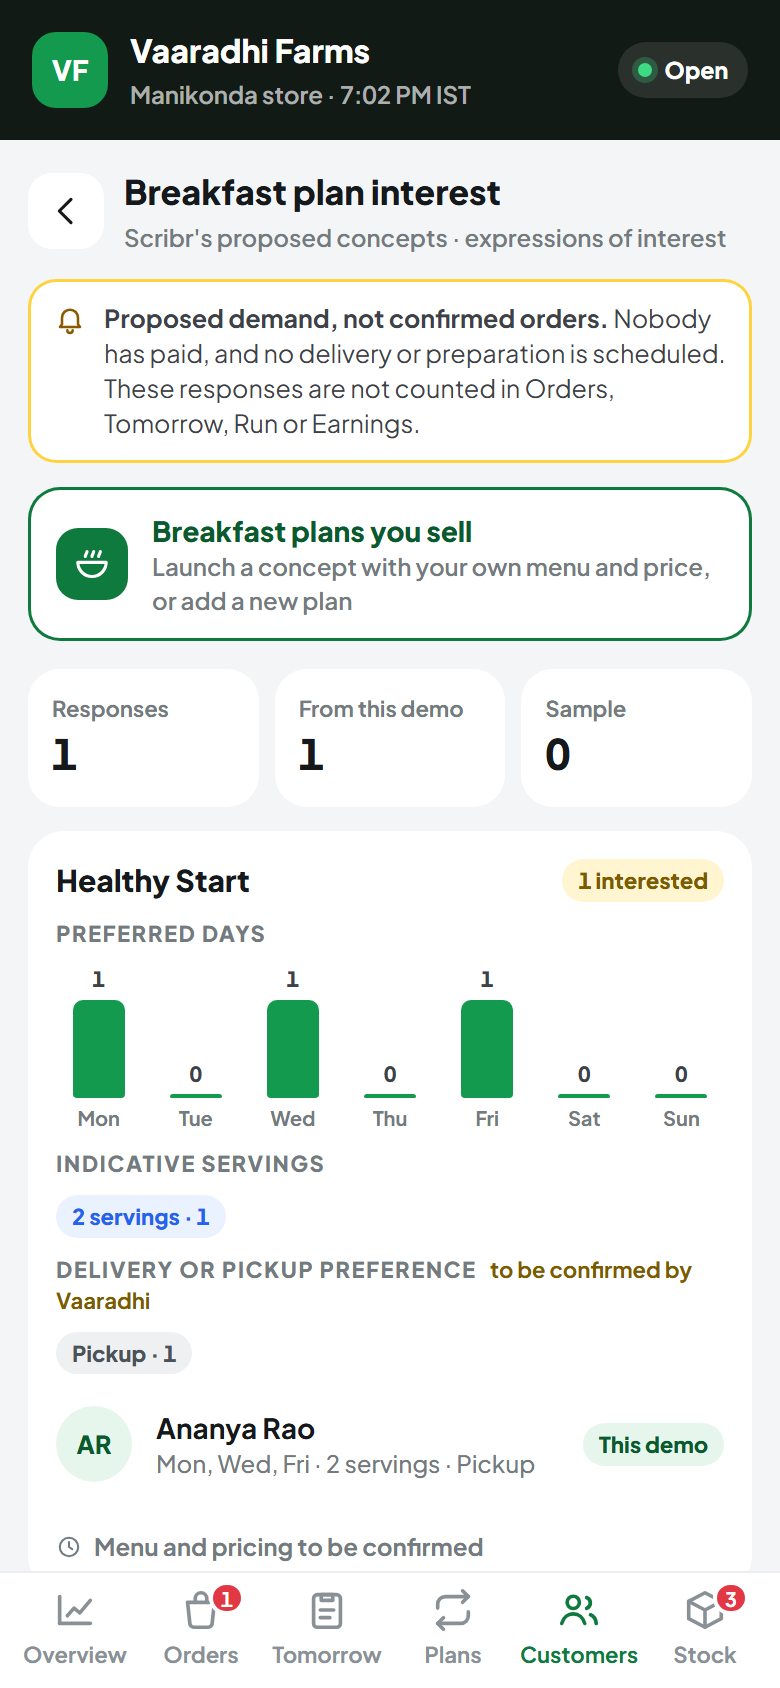 VF
Vaaradhi Farms
Manikonda store · 7:02 PM IST
Open
Breakfast plan interest
Scribr's proposed concepts · expressions of interest
Proposed demand, not confirmed orders. Nobody
has paid, and no delivery or preparation is scheduled.
These responses are not counted in Orders,
Tomorrow, Run or Earnings.
Breakfast plans you sell
Launch a concept with your own menu and price,
or add a new plan
Responses
1
From this demo
1
Sample
0
Healthy Start
1 interested
PREFERRED DAYS
1 0 1 0 1 0 0
Mon Tue Wed Thu Fri Sat Sun
INDICATIVE SERVINGS
2 servings · 1
DELIVERY OR PICKUP PREFERENCE to be confirmed by
Vaaradhi
Pickup · 1
AR
Ananya Rao
Mon, Wed, Fri · 2 servings · Pickup
This demo
Menu and pricing to be confirmed
1 3
Overview Orders Tomorrow Plans Customers Stock